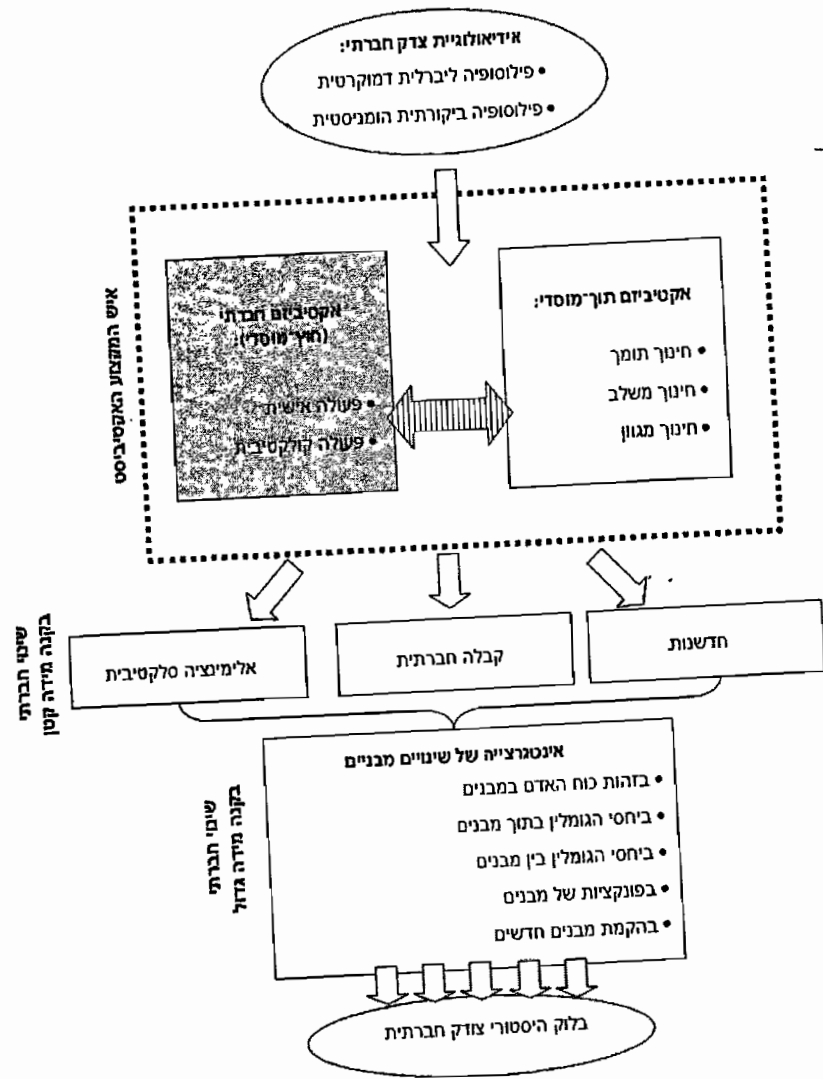 אידיאולוגיית צדק חברתי:
• פילוסופיה ליברלית דמוקרטית
• פילוסופיה ביקורתית הומניסטית
איש המקצוע האקטיביסט
אקטיביזם תוך־מוסדי:
• חינוך תומך
• חינוך משלב
• חינוך מגוון
אקטיביזם חברתי
(חוץ־מוסדי):
• פעולה אישית
• פעולה קולקטיבית
שינוי חברתי
בקנה מידה קטן
חדשנות
קבלה חברתית
אלימינציה סלקטיבית
שינוי חברתי
בקנה מידה גדול
אינטגרצייה של שינויים מבניים
• בזהות כוח האדם במבנים
• ביחסי הגומלין בתוך מבנים
• ביחסי הגומלין בין מבנים
• בפונקציות של מבנים
• בהקמת מבנים חדשים
בלוק היסטורי צודק חברתית